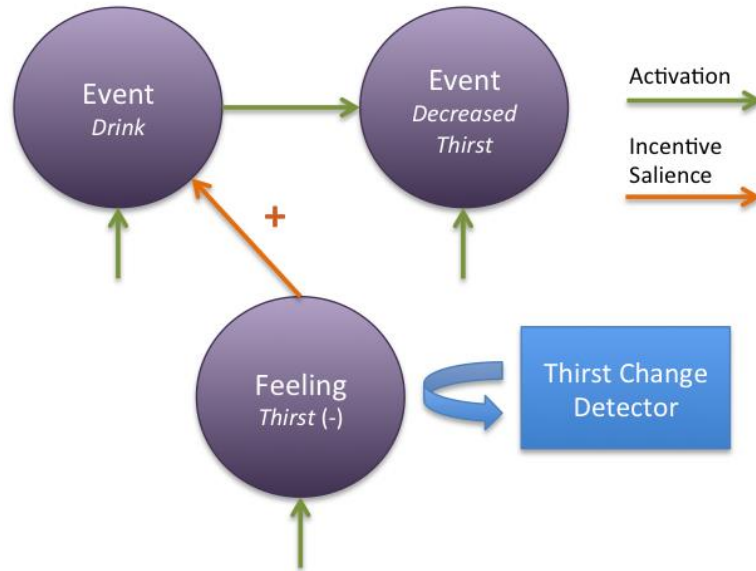 Event
Drink
Event
Decreased
Thirst
Activation
Incentive
Salience
+
Feeling
Thirst (-)
Thirst Change
Detector